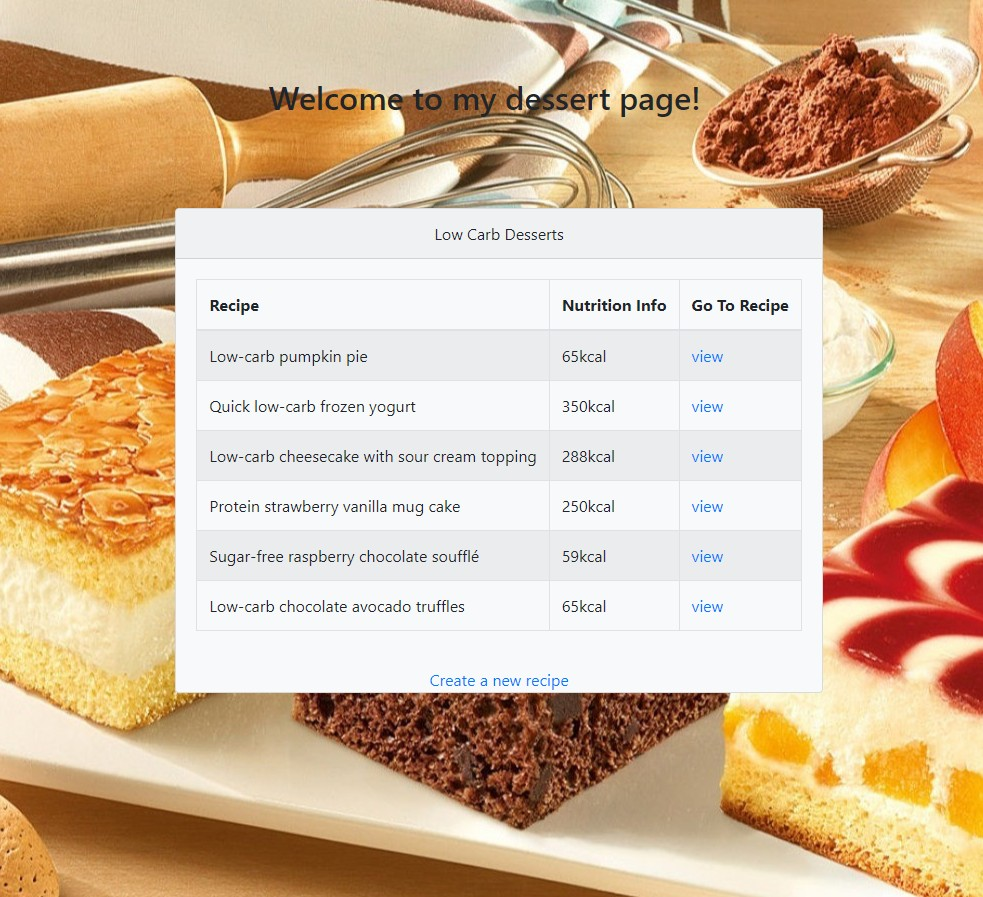 Welcome to my dessert page!
Low Carb Desserts
Recipe Nutrition Info Go To Recipe
Low-carb pumpkin pie 65kcal view
Quick low-carb frozen yogurt 350kcal view
Low-carb cheesecake with sour cream topping 288kcal view
Protein strawberry vanilla mug cake 250kcal view
Sugar-free raspberry chocolate soufflé 59kcal view
Low-carb chocolate avocado truffles 65kcal view
Create a new recipe